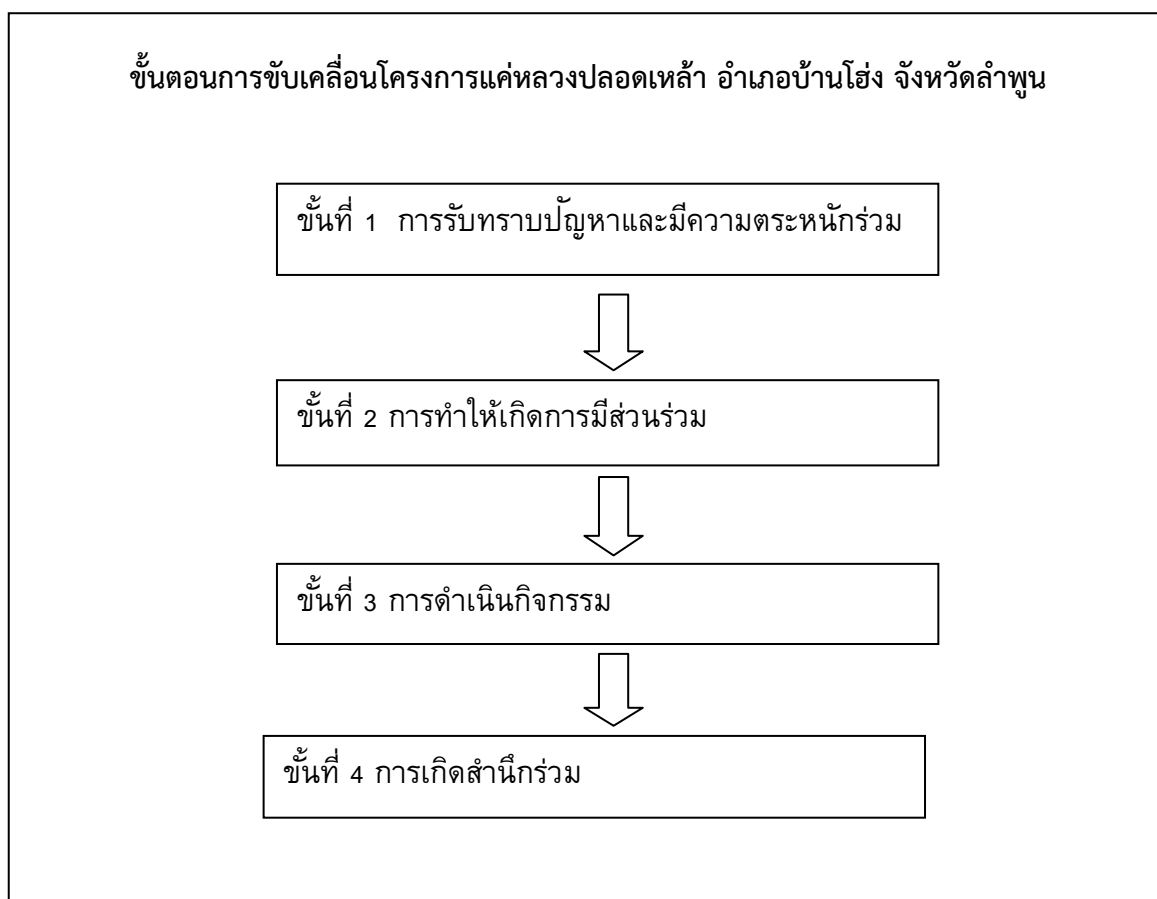 ขั้นตอนการขับเคลื่อนโครงการแค่หลวงปลอดเหล้า อำเภอบ้านโฮ่ง จังหวัดลำพูน
ขั้นที่ 1 การรับทราบปัญหาและมีความตระหนักร่วม
ขั้นที่ 2 การทำให้เกิดการมีส่วนร่วม
ขั้นที่ 3 การดำเนินกิจกรรม
ขั้นที่ 4 การเกิดสำนึกร่วม